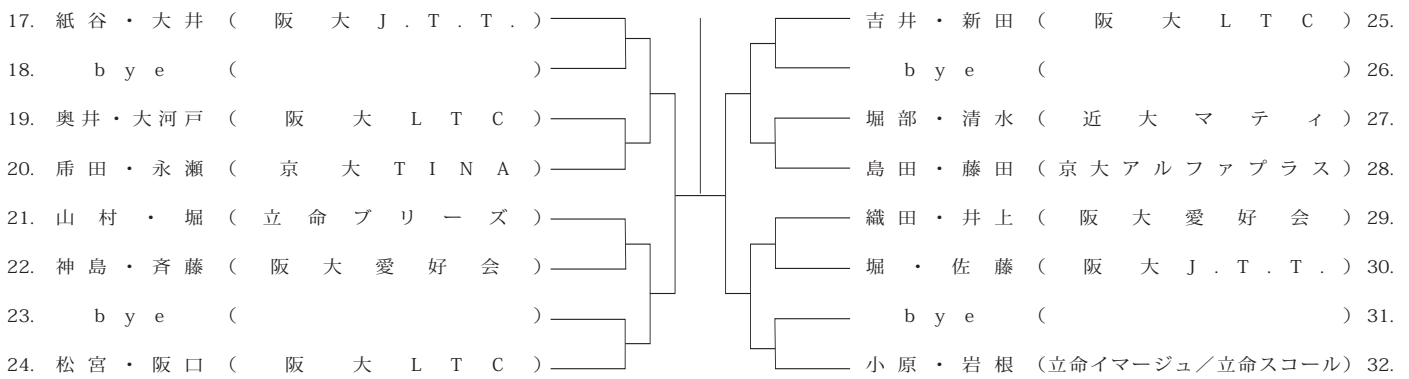 17. 紙谷・大井 ( 阪大J.T.T. )
18. bye ( )
19. 奥井・大河戸 ( 阪大LTC )
20. 乕田・永瀬 ( 京大TINA )
21. 山村・堀 ( 立命ブリーズ )
22. 神島・斉藤 ( 阪大愛好会 )
23. bye ( )
24. 松宮・阪口 ( 阪大LTC )
吉井・新田 ( 阪大LTC ) 25.
bye ( ) 26.
堀部・清水 ( 近大マティ ) 27.
島田・藤田 (京大アルファプラス) 28.
織田・井上 ( 阪大愛好会 ) 29.
堀・佐藤 ( 阪大J.T.T. ) 30.
bye ( ) 31.
小原・岩根 (立命イマージュ/立命スコール) 32.